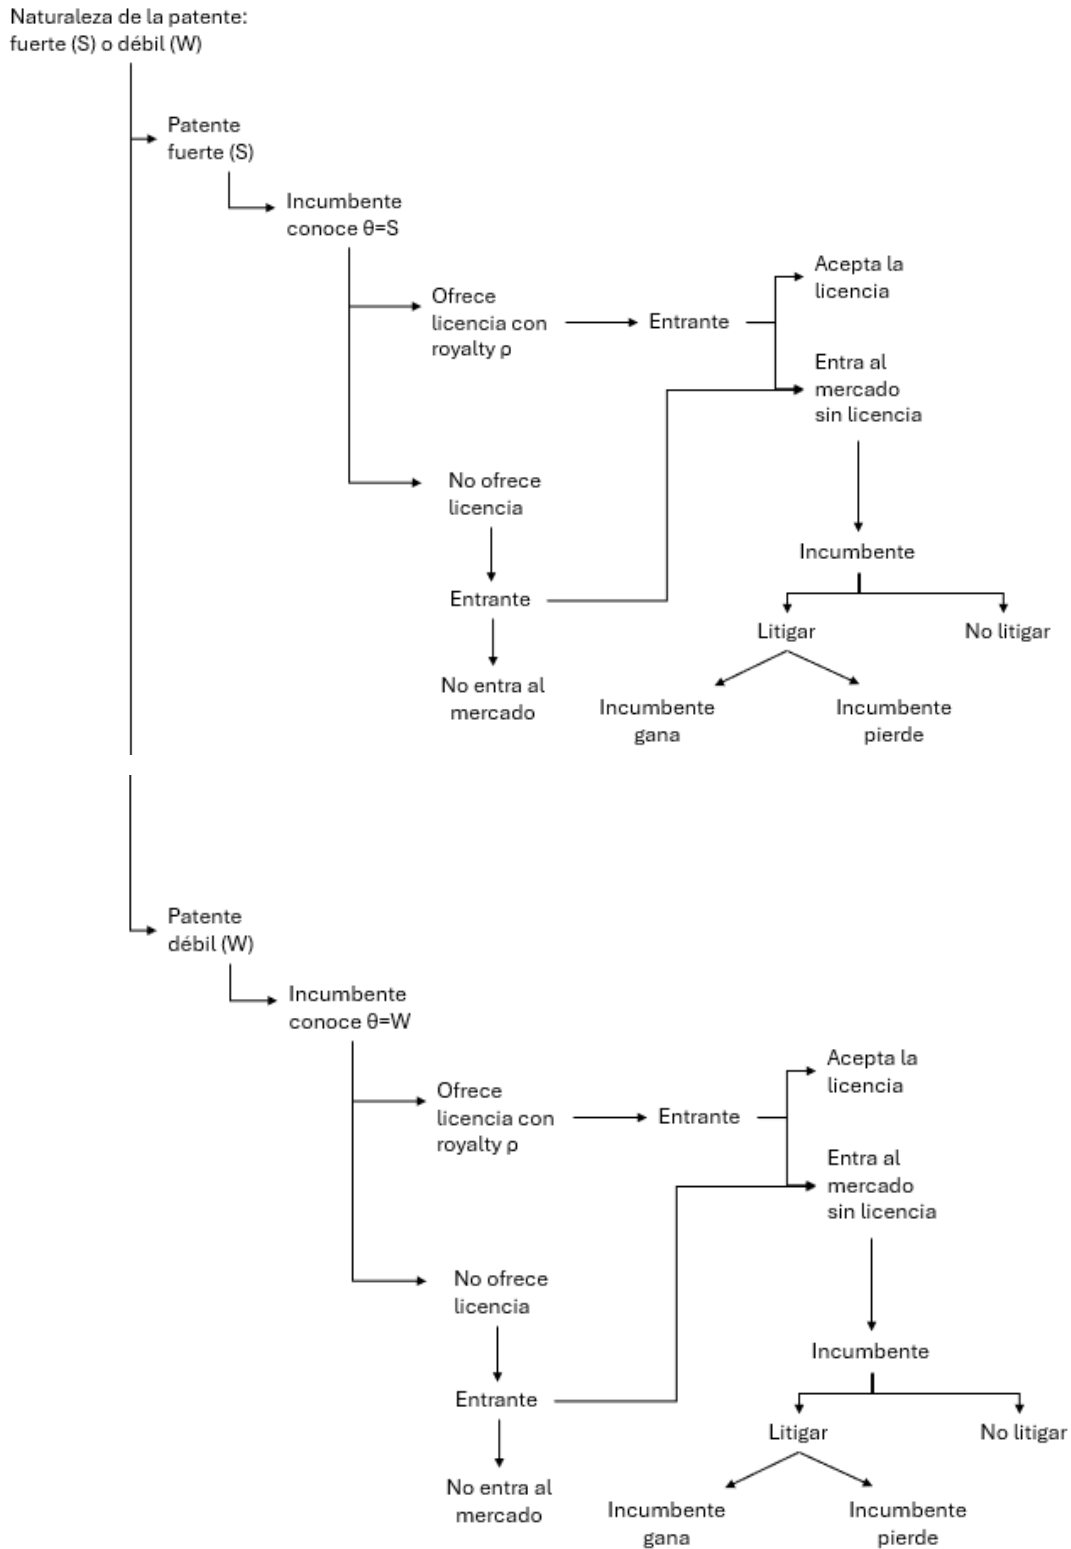 Naturaleza de la patente:
fuerte (S) o débil (W)
Patente
fuerte (S)
Incumbente
conoce θ=S
Ofrece
licencia con
royalty ρ
Entrante
Acepta la
licencia
Entra al
mercado
sin licencia
No ofrece
licencia
Entrante
No entra al
mercado
Incumbente
Litigar
No litigar
Incumbente
gana
Incumbente
pierde
Patente
débil (W)
Incumbente
conoce θ=W
Ofrece
licencia con
royalty ρ
Entrante
Acepta la
licencia
Entra al
mercado
sin licencia
No ofrece
licencia
Entrante
No entra al
mercado
Incumbente
Litigar
No litigar
Incumbente
gana
Incumbente
pierde